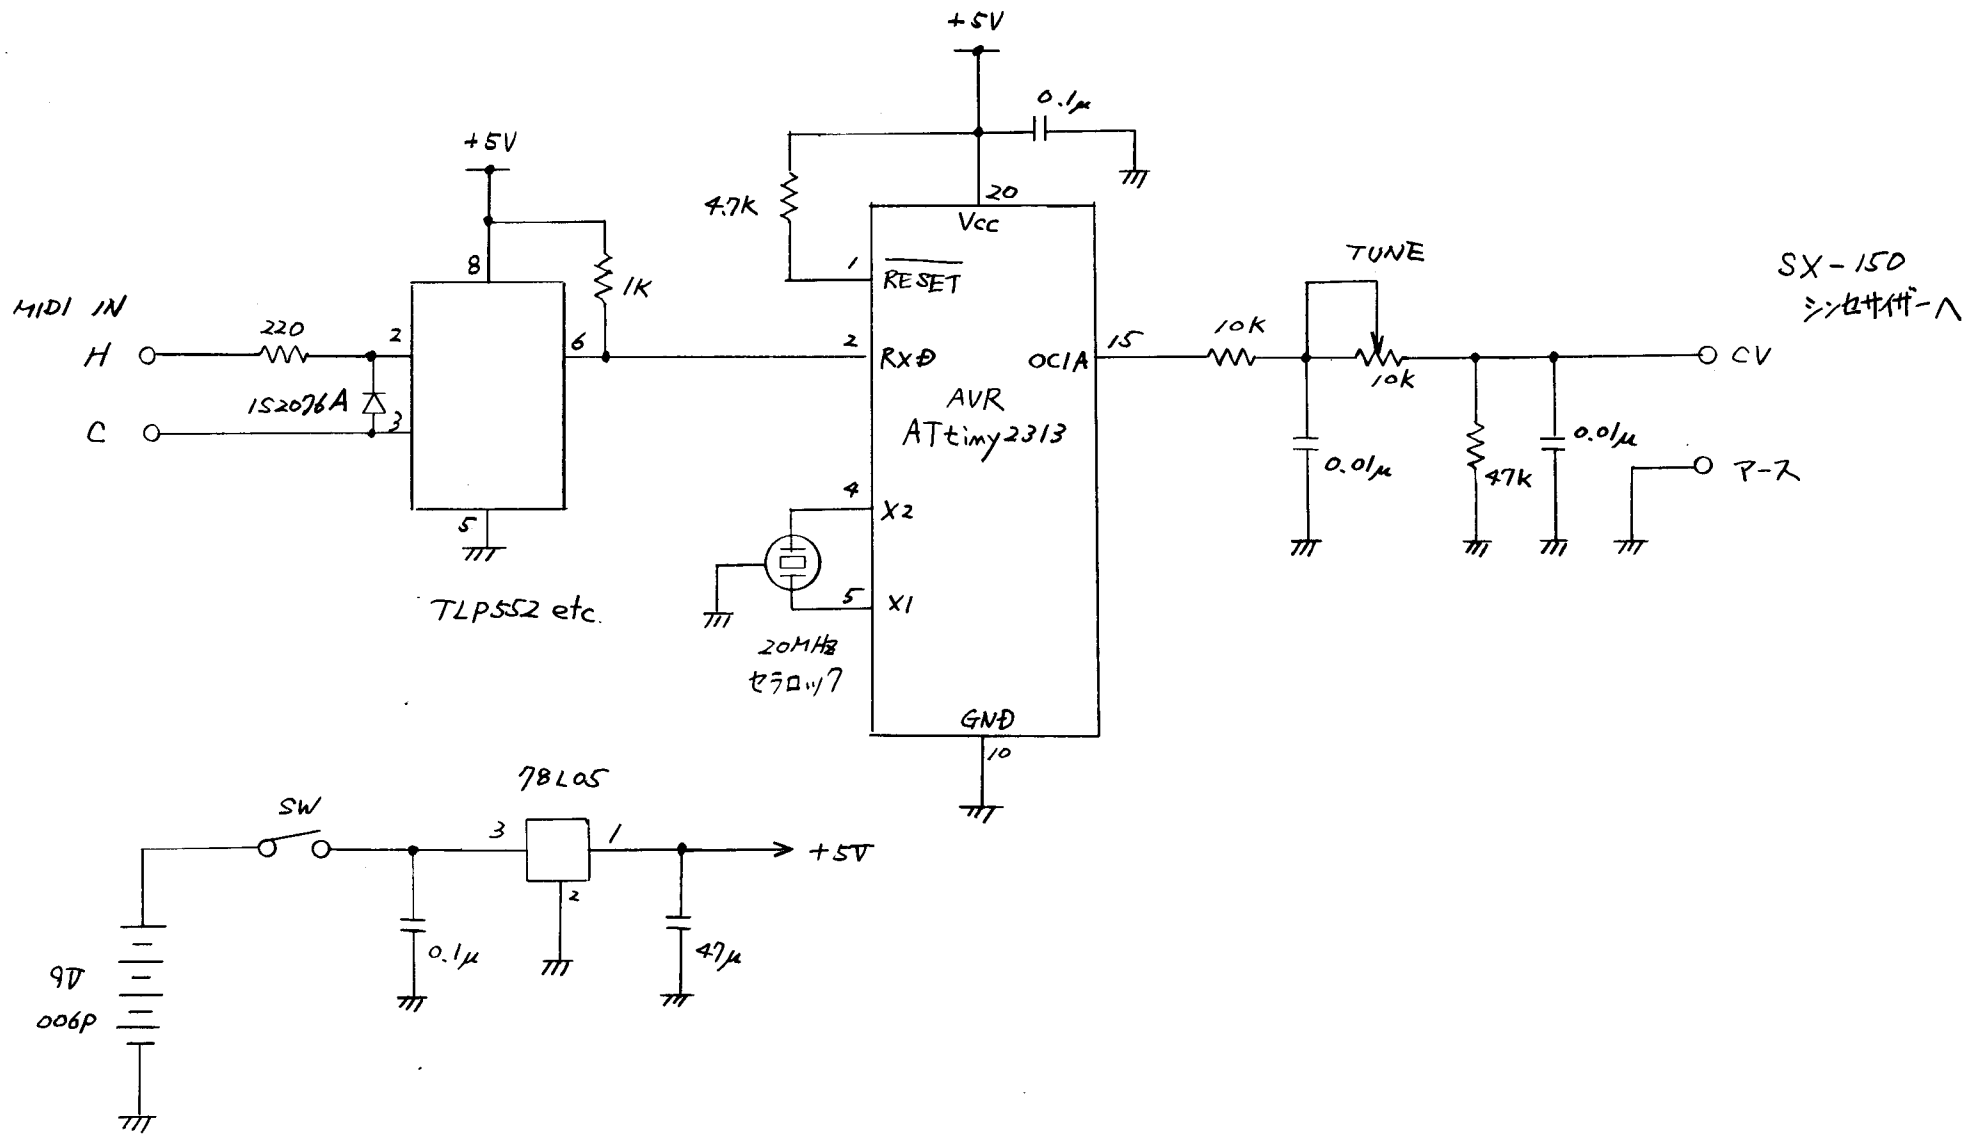 +5V
0.1μ
+5V
20
4.7K
Vcc
8
1
RESET
TUNE
SX-150
シンセサイザーへ
1K
MIDI IN
220
2
6
2
RXD
OC1A
15
10K
10K
CV
H
1S2076A
AVR
ATtiny2313
C
3
0.01μ
47K
0.01μ
アース
4
X2
5
5
X1
TLP552 etc.
20MHz
セラロック
GND
10
78L05
SW
3
1
+5V
2
0.1μ
47μ
9V
006P